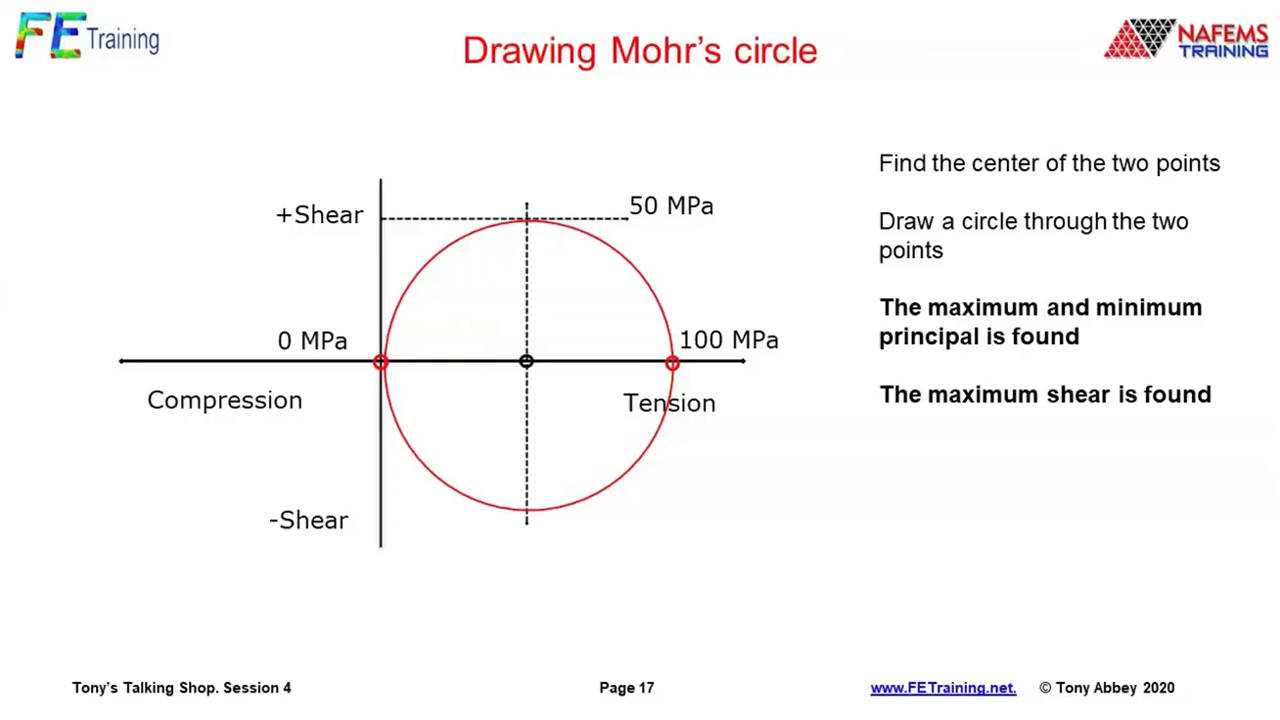 FE Training
NAFEMS
TRAINING
Drawing Mohr's circle
+Shear
50 MPa
0 MPa
100 MPa
Compression
Tension
-Shear
Find the center of the two points
Draw a circle through the two
points
The maximum and minimum
principal is found
The maximum shear is found
Tony's Talking Shop. Session 4
Page 17
www.FETraining.net.
© Tony Abbey 2020